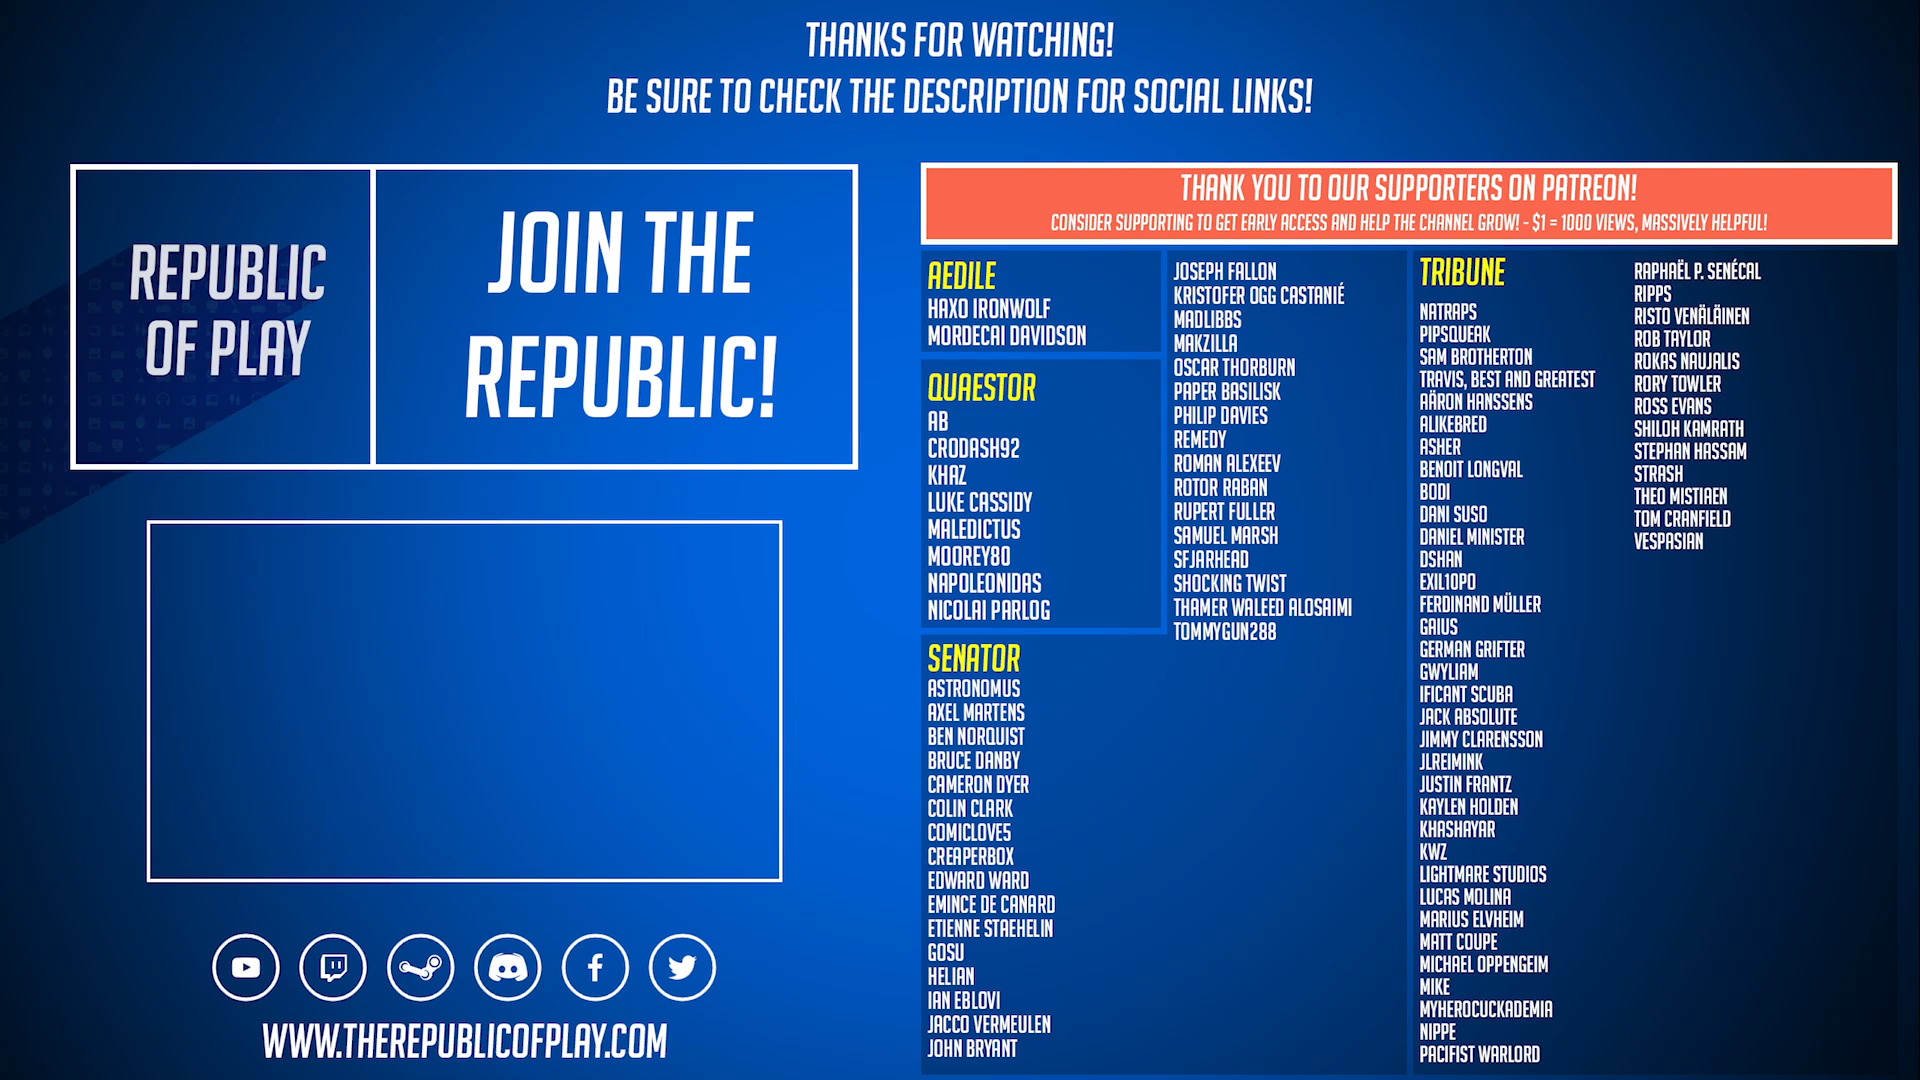 THANKS FOR WATCHING!
BE SURE TO CHECK THE DESCRIPTION FOR SOCIAL LINKS!
REPUBLIC
OF PLAY
JOIN THE
REPUBLIC!
WWW.THEREPUBLICOFPLAY.COM
THANK YOU TO OUR SUPPORTERS ON PATREON!
CONSIDER SUPPORTING TO GET EARLY ACCESS AND HELP THE CHANNEL GROW! - $1 = 1000 VIEWS, MASSIVELY HELPFUL!
AEDILE
HAXO IRONWOLF
MORDECAI DAVIDSON
QUAESTOR
AB
CRODASH92
KHAZ
LUKE CASSIDY
MALEDICTUS
MOOREY80
NAPOLEONIDAS
NICOLAI PARLOG
SENATOR
ASTRONOMUS
AXEL MARTENS
BEN NORQUIST
BRUCE DANBY
CAMERON DYER
COLIN CLARK
COMICLOVE5
CREAPERBOX
EDWARD WARD
EMINCE DE CANARD
ETIENNE STAEHELIN
GOSU
HELIAN
IAN EBLOVI
JACCO VERMEULEN
JOHN BRYANT
JOSEPH FALLON
KRISTOFER OGG CASTANIÉ
MADLIBBS
MAKZILLA
OSCAR THORBURN
PAPER BASILISK
PHILIP DAVIES
REMEDY
ROMAN ALEXEEV
ROTOR RABAN
RUPERT FULLER
SAMUEL MARSH
SFJARHEAD
SHOCKING TWIST
THAMER WALEED ALOSAIMI
TOMMYGUN288
TRIBUNE
NATRAPS
PIPSQUEAK
SAM BROTHERTON
TRAVIS, BEST AND GREATEST
AÄRON HANSSENS
ALIKEBRED
ASHER
BENOIT LONGVAL
BODI
DANI SUSO
DANIEL MINISTER
DSHAN
EXIL10PO
FERDINAND MÜLLER
GAIUS
GERMAN GRIFTER
GWYLIAM
IFICANT SCUBA
JACK ABSOLUTE
JIMMY CLARENSSON
JLREIMINK
JUSTIN FRANTZ
KAYLEN HOLDEN
KHASHAYAR
KWZ
LIGHTMARE STUDIOS
LUCAS MOLINA
MARIUS ELVHEIM
MATT COUPE
MICHAEL OPPENGEIM
MIKE
MYHEROCUCKADEMIA
NIPPE
PACIFIST WARLORD
RAPHAËL P. SENÉCAL
RIPPS
RISTO VENÄLÄINEN
ROB TAYLOR
ROKAS NAUJALIS
RORY TOWLER
ROSS EVANS
SHILOH KAMRATH
STEPHAN HASSAM
STRASH
THEO MISTIAEN
TOM CRANFIELD
VESPASIAN